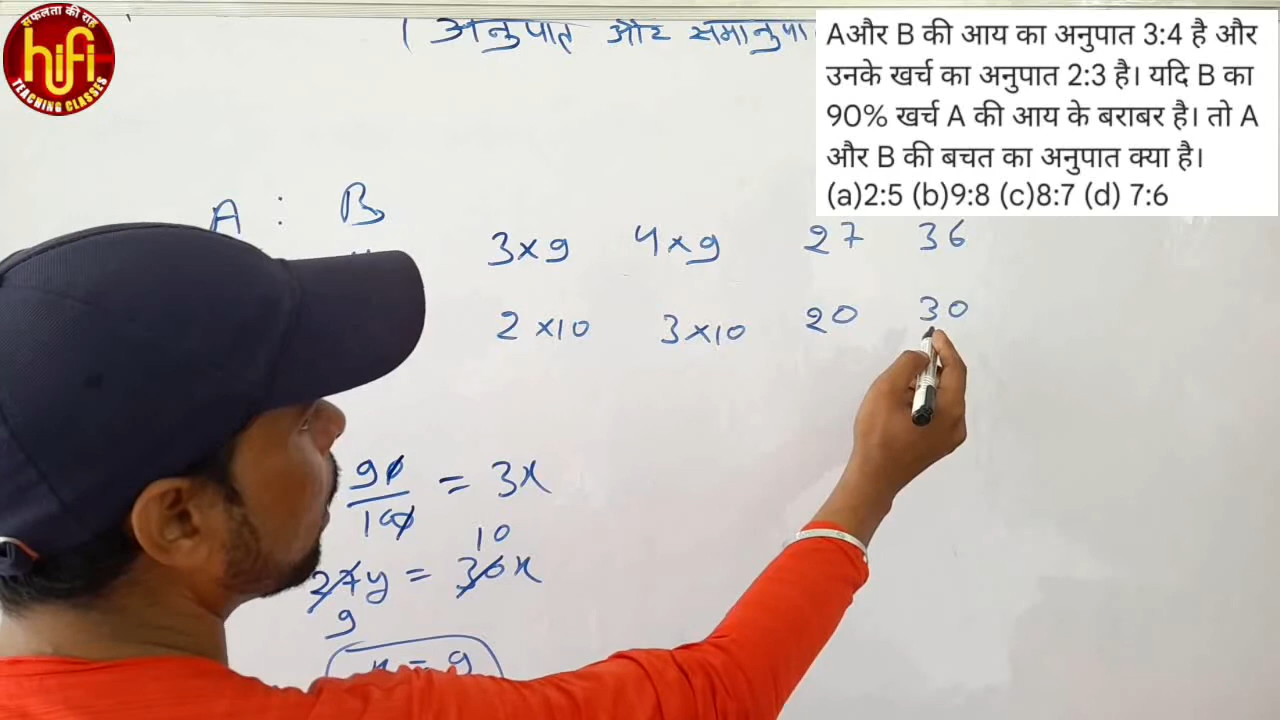 सफलता की राह
hifi
TEACHING CLASSES
( अनुपात और समानुपा
Aऔर B की आय का अनुपात 3:4 है और
उनके खर्च का अनुपात 2:3 है। यदि B का
90% खर्च A की आय के बराबर है। तो A
और B की बचत का अनुपात क्या है।
(a)2:5 (b)9:8 (c)8:7 (d) 7:6
A : B
3×9 4×9 27 36
2×10 3×10 20 30
90/100 = 3x
10
27y = 30x
9